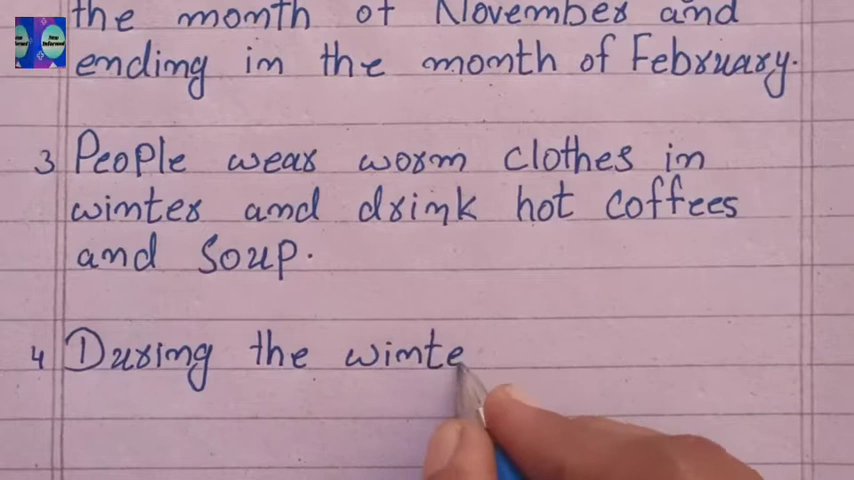 the month of November and
ending in the month of February.
3 People wear worm clothes in
winter and drink hot coffees
and Soup.
4 During the winte